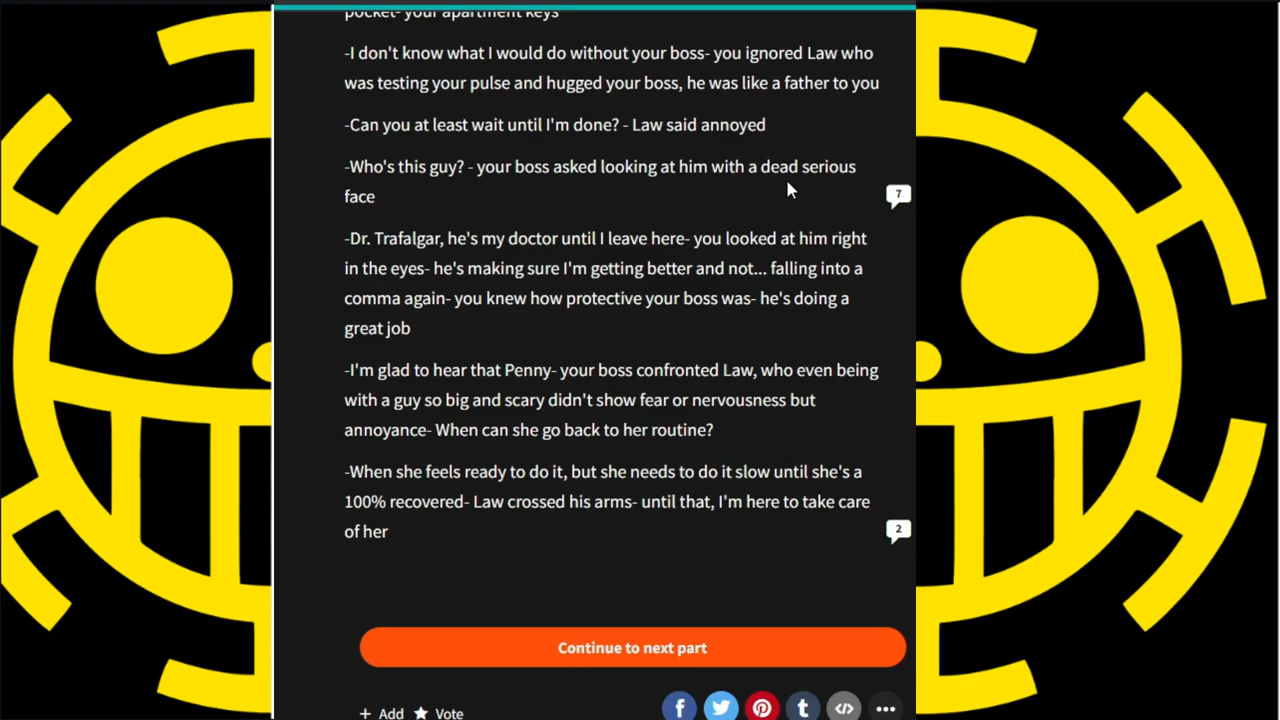 pocket- your apartment keys
-I don't know what I would do without your boss- you ignored Law who
was testing your pulse and hugged your boss, he was like a father to you
-Can you at least wait until I'm done? - Law said annoyed
-Who's this guy? - your boss asked looking at him with a dead serious
face
7
-Dr. Trafalgar, he's my doctor until I leave here- you looked at him right
in the eyes- he's making sure I'm getting better and not... falling into a
comma again- you knew how protective your boss was- he's doing a
great job
-I'm glad to hear that Penny- your boss confronted Law, who even being
with a guy so big and scary didn't show fear or nervousness but
annoyance- When can she go back to her routine?
-When she feels ready to do it, but she needs to do it slow until she's a
100% recovered- Law crossed his arms- until that, I'm here to take care
of her
2
Continue to next part
+ Add ★ Vote